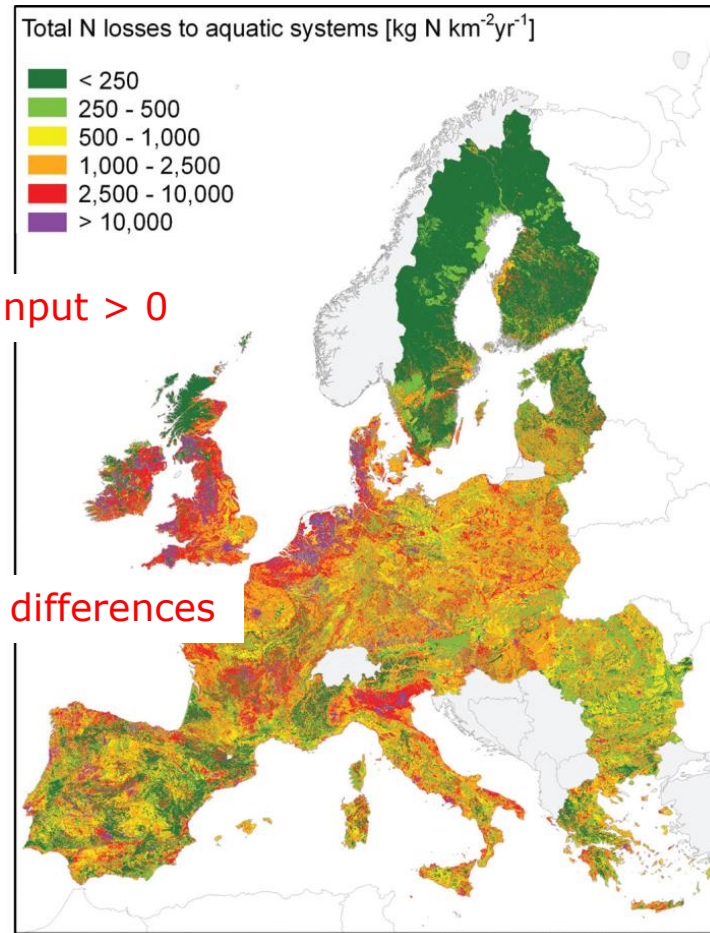 Total N losses to aquatic systems [kg N km⁻²yr⁻¹]
< 250
250 - 500
500 - 1,000
1,000 - 2,500
2,500 - 10,000
> 10,000
nput > 0
differences